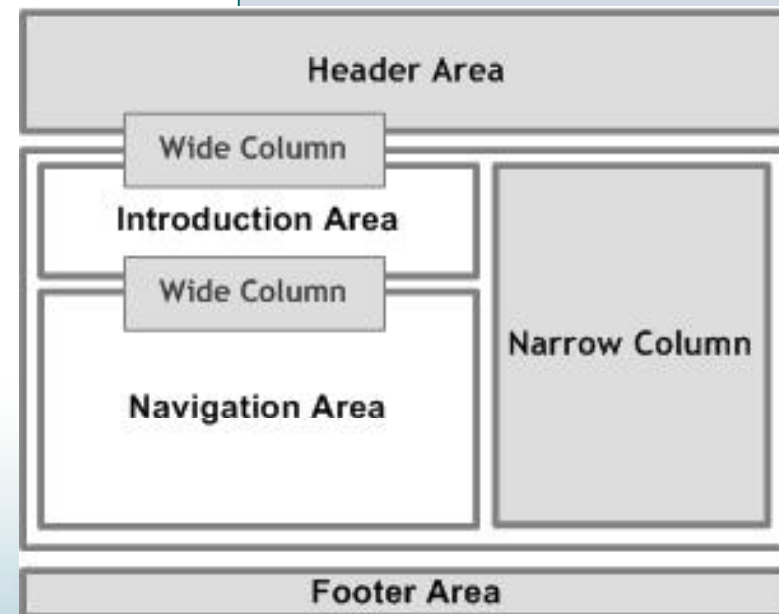 Header Area
Wide Column
Introduction Area
Wide Column
Navigation Area
Narrow Column
Footer Area